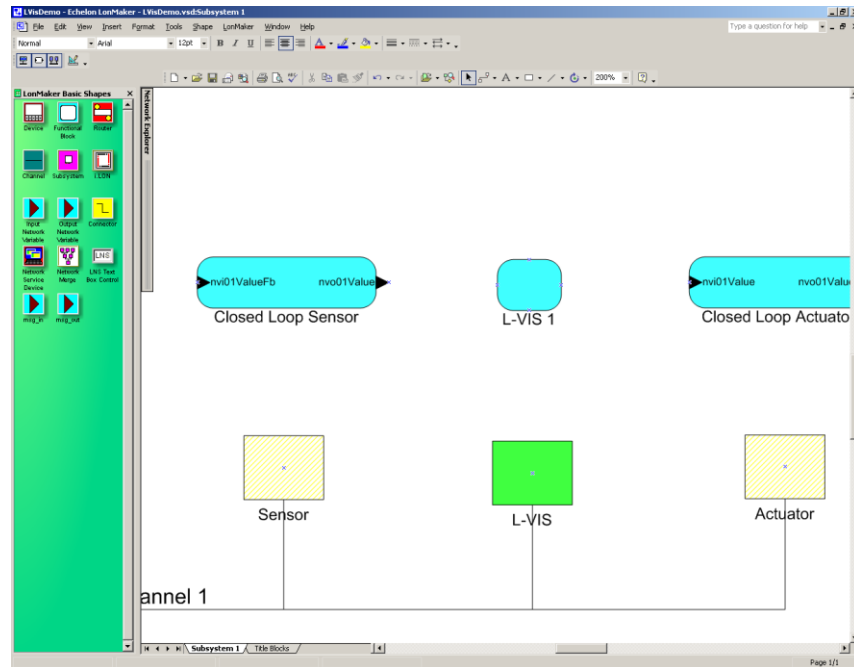 LVisDemo - Echelon LonMaker - LVisDemo.vsd:Subsystem 1
File Edit View Insert Format Tools Shape LonMaker Window Help
Type a question for help
Normal Arial 12pt B I U
200%
LonMaker Basic Shapes
Network Explorer
Device Functional Block Router
Channel Subsystem i.LON
Input Network Variable Output Network Variable Connector
Network Service Device Network Merge LNS Text Box Control
LNS
msg_in msg_out
nvi01ValueFb nvo01Value
Closed Loop Sensor
L-VIS 1
nvi01Value nvo01
Closed Loop Actuato
Sensor
L-VIS
Actuator
annel 1
Subsystem 1 Title Blocks
Page 1/1